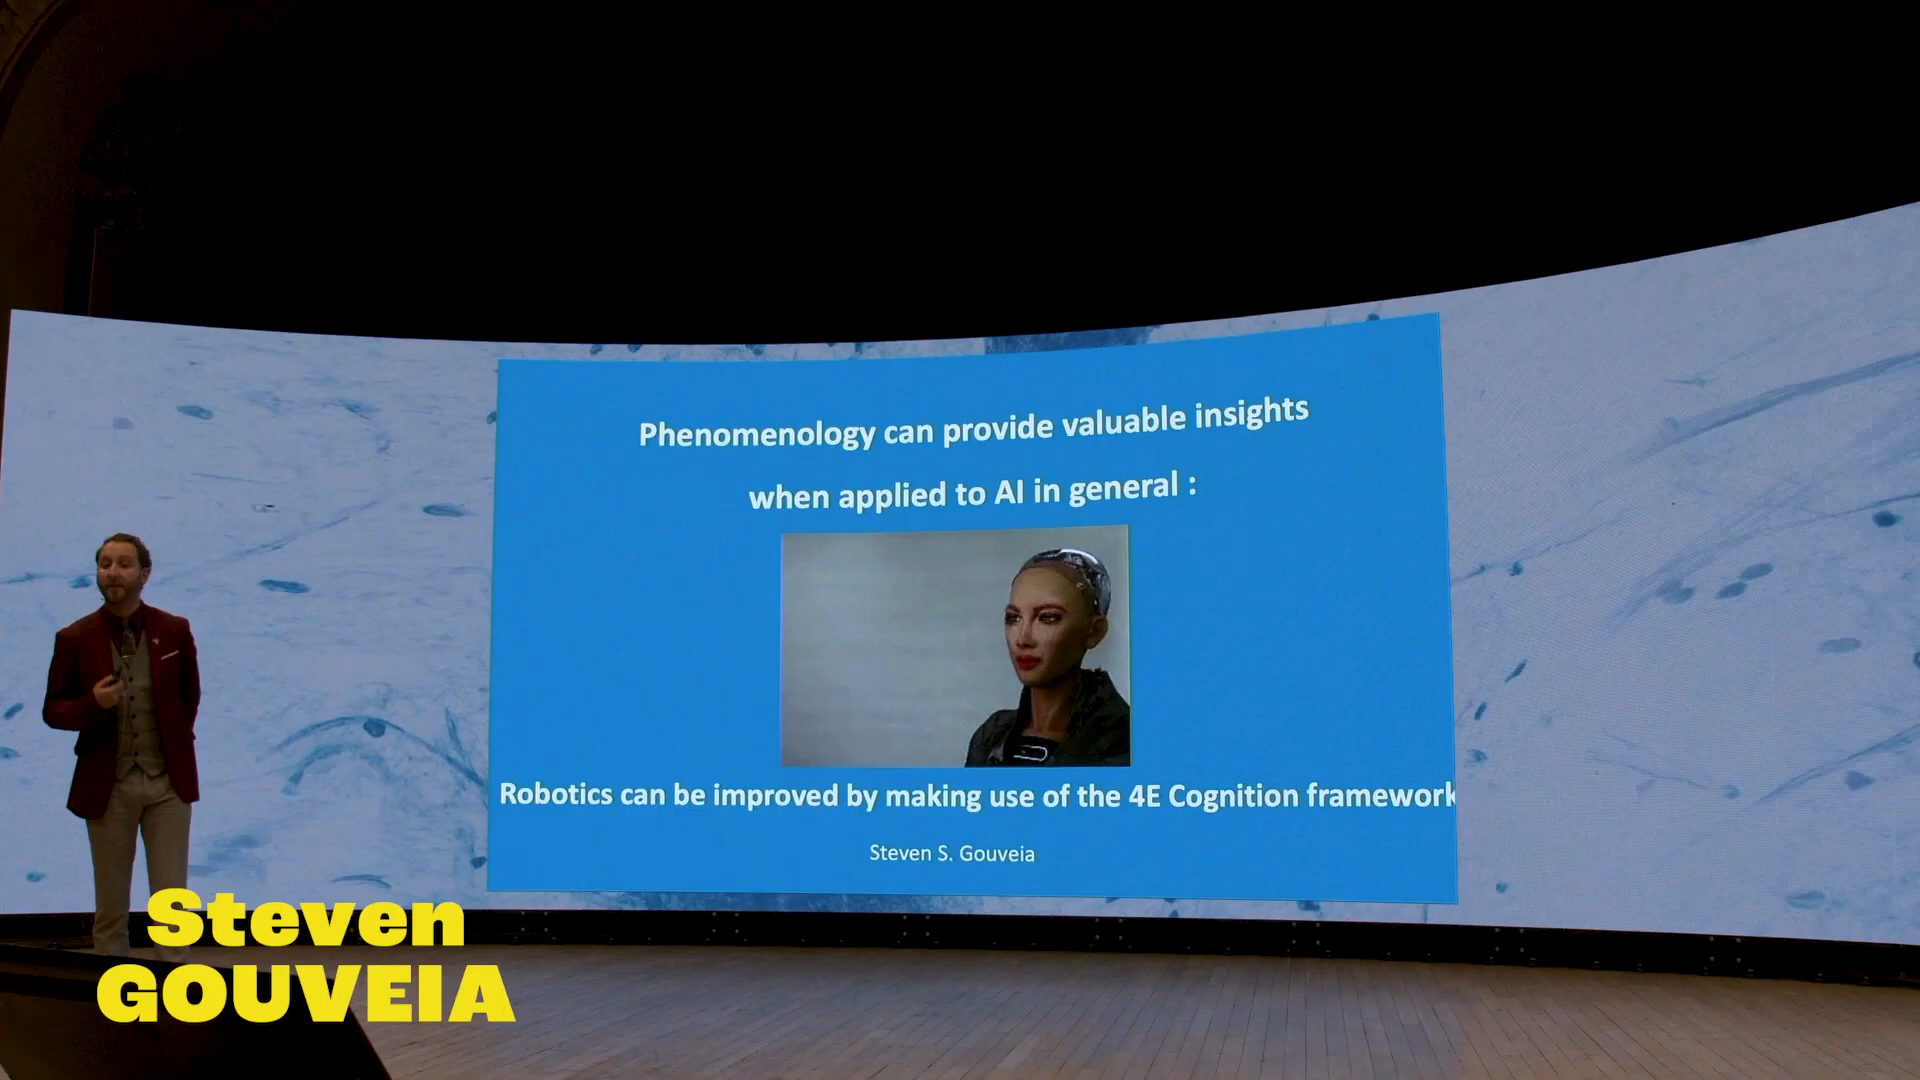 Phenomenology can provide valuable insights
when applied to AI in general :
Robotics can be improved by making use of the 4E Cognition framework
Steven S. Gouveia
Steven
GOUVEIA